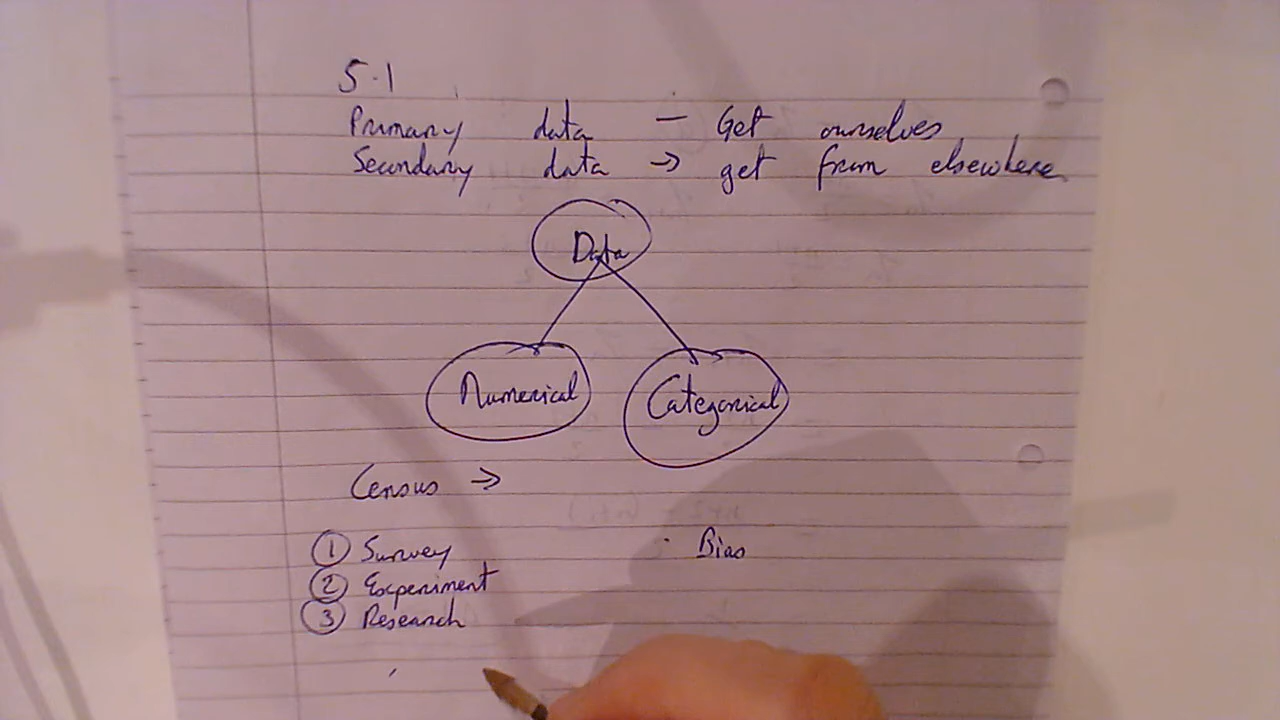 5.1
Primary data - Get ourselves
Secondary data → get from elsewhere
Data
Numerical Categorical
Census →
① Survey · Bias
② Experiment
③ Research